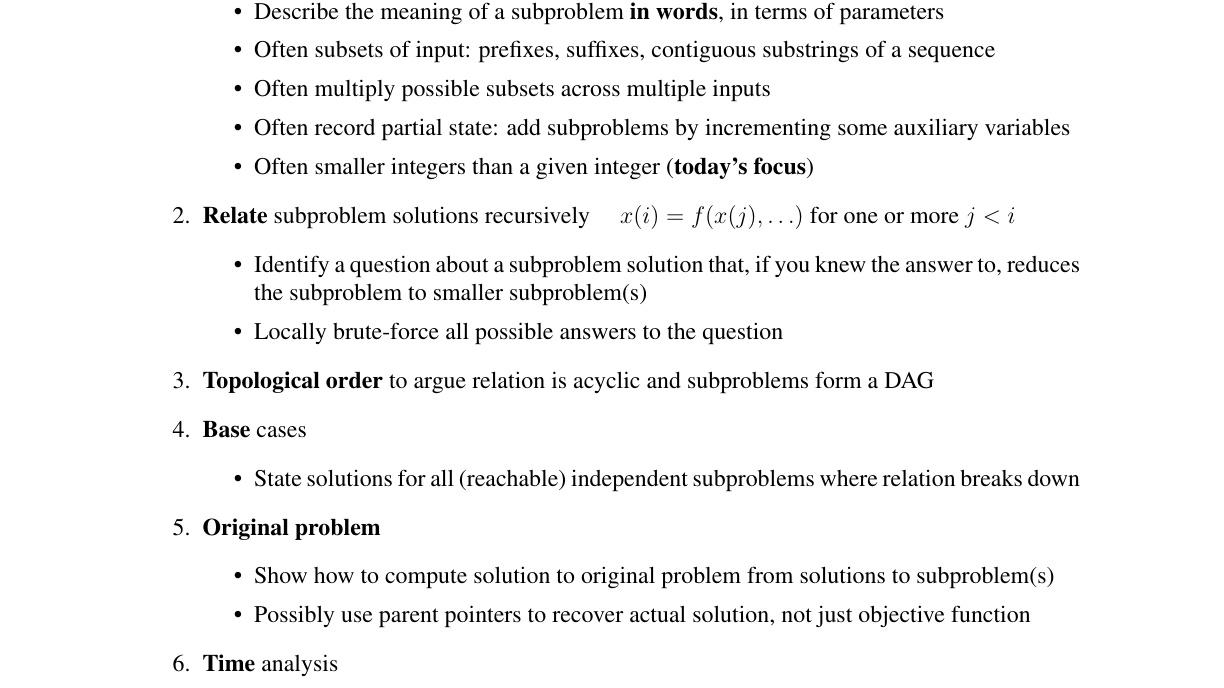 • Describe the meaning of a subproblem in words, in terms of parameters
• Often subsets of input: prefixes, suffixes, contiguous substrings of a sequence
• Often multiply possible subsets across multiple inputs
• Often record partial state: add subproblems by incrementing some auxiliary variables
• Often smaller integers than a given integer (today's focus)
2. Relate subproblem solutions recursively x(i) = f(x(j), . . .) for one or more j < i
• Identify a question about a subproblem solution that, if you knew the answer to, reduces
the subproblem to smaller subproblem(s)
• Locally brute-force all possible answers to the question
3. Topological order to argue relation is acyclic and subproblems form a DAG
4. Base cases
• State solutions for all (reachable) independent subproblems where relation breaks down
5. Original problem
• Show how to compute solution to original problem from solutions to subproblem(s)
• Possibly use parent pointers to recover actual solution, not just objective function
6. Time analysis